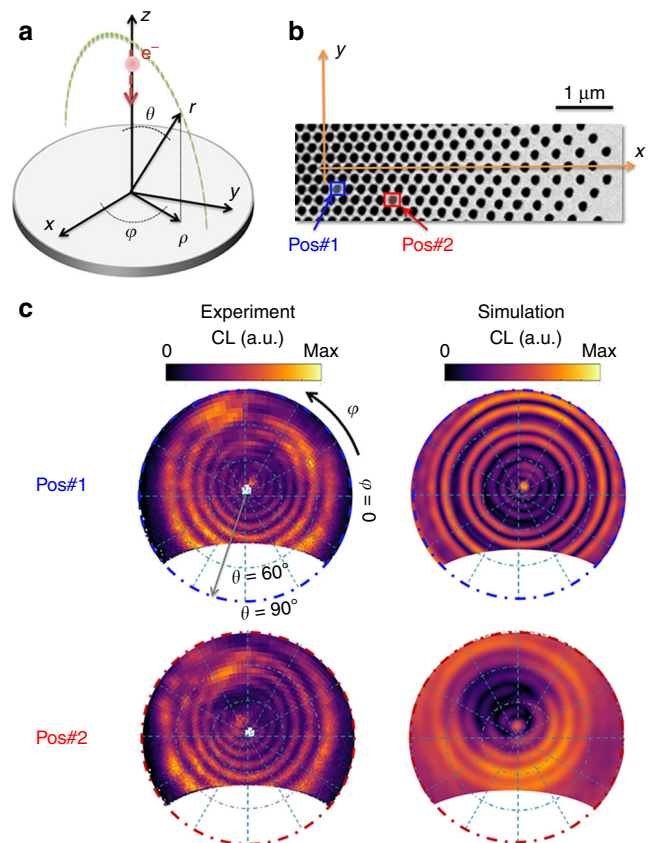 a
z
e⁻
r
θ
y
x
φ
ρ
b
y
1 μm
x
Pos#1
Pos#2
c
Experiment
Simulation
CL (a.u.)
CL (a.u.)
0
Max
0
Max
φ
Pos#1
φ = 0
θ = 60°
θ = 90°
Pos#2